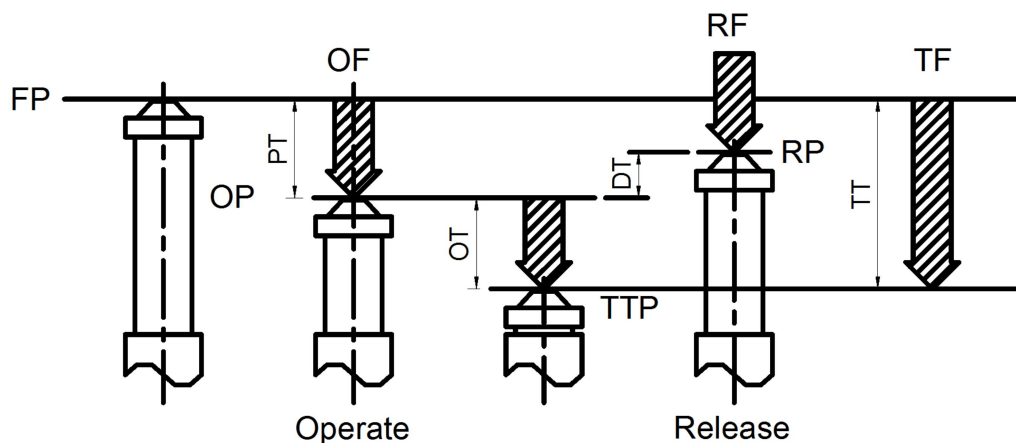 RF
OF
TF
FP
PT
OP
DT
RP
TT
OT
TTP
Operate
Release